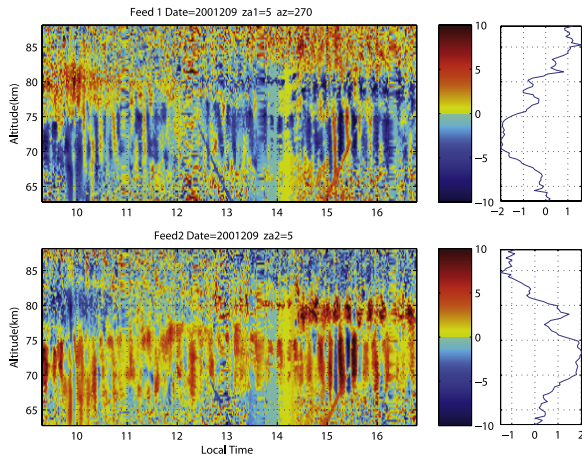 Feed 1 Date=2001209 za1=5 az=270
Altitude(km)
85
80
75
70
65
10 11 12 13 14 15 16
10
5
0
−5
−10
−2 −1 0 1
Feed2 Date=2001209 za2=5
Altitude(km)
85
80
75
70
65
10 11 12 13 14 15 16
Local Time
10
5
0
−5
−10
−1 0 1 2